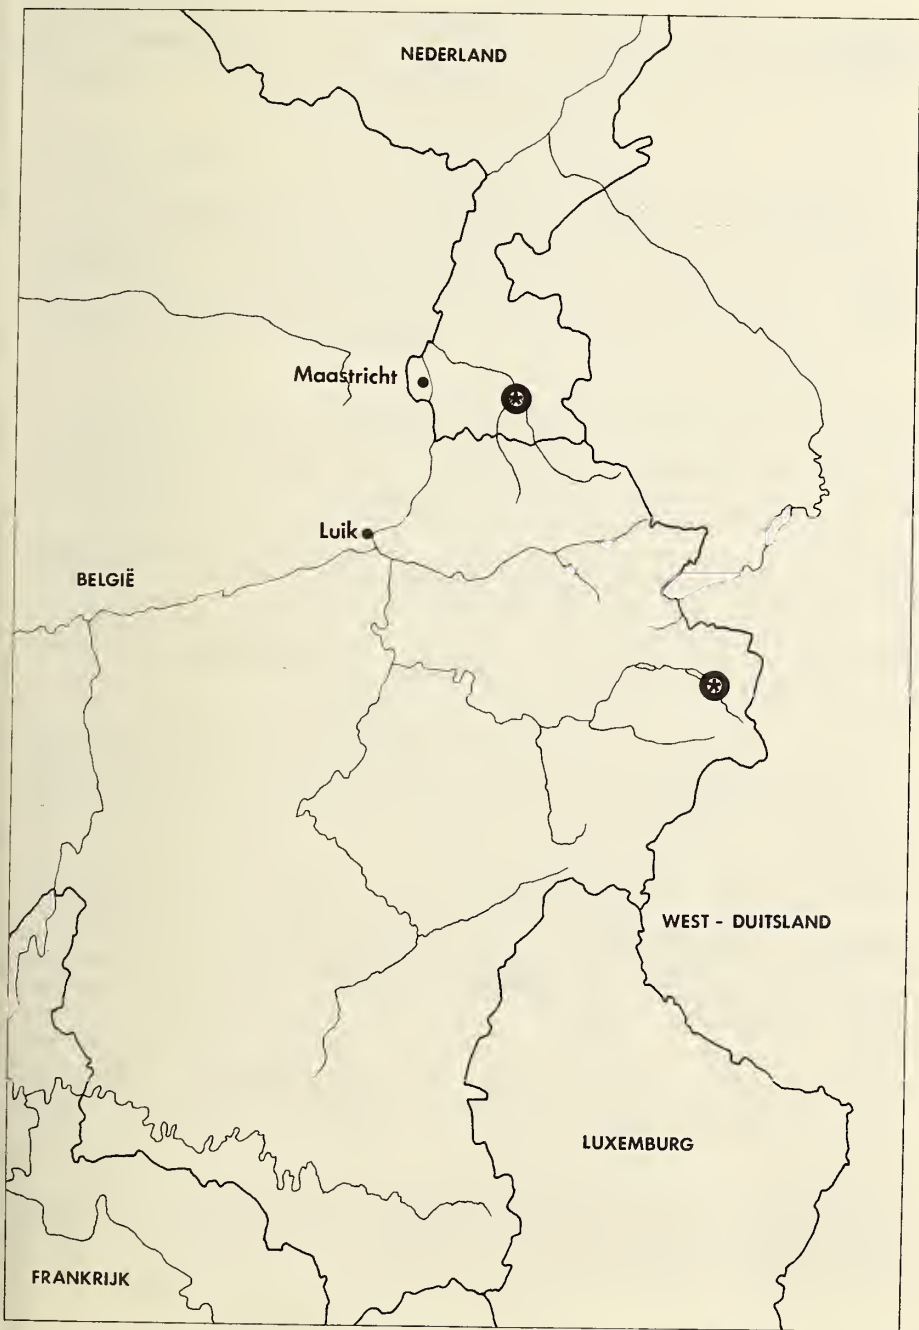 NEDERLAND
Maastricht
Luik
BELGIË
WEST - DUITSLAND
LUXEMBURG
FRANKRIJK